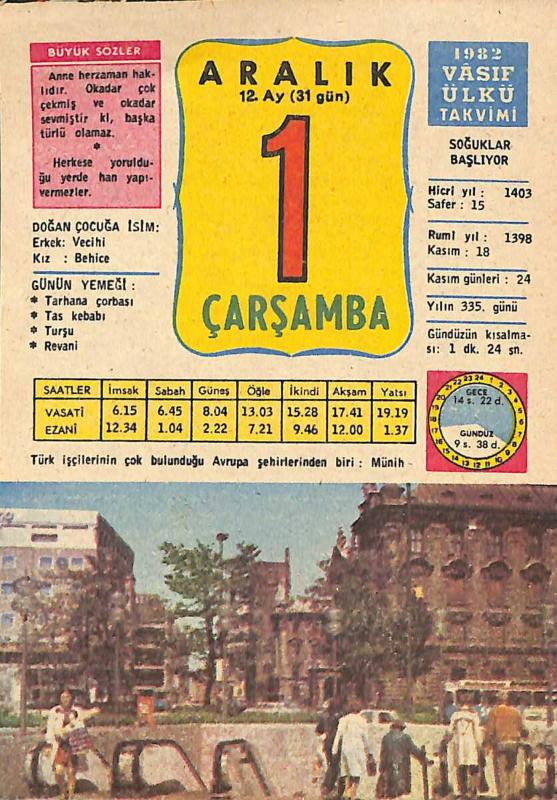 BÜYÜK SÖZLER
Anne herzaman hak-
lıdır. Okadar çok
çekmiş ve okadar
sevmiştir ki, başka
türlü olamaz.
*
Herkese yoruldu-
ğu yerde han yapı-
vermezler.
DOĞAN ÇOCUĞA İSİM:
Erkek: Vecihi
Kız : Behice
GÜNÜN YEMEĞİ :
* Tarhana çorbası
* Tas kebabı
* Turşu
* Revani
ARALIK
12. Ay (31 gün)
1
ÇARŞAMBA
1982
VÂSIF
ÜLKÜ
TAKVİMİ
SOĞUKLAR
BAŞLIYOR
Hicrî yıl : 1403
Safer : 15
Rumî yıl : 1398
Kasım : 18
Kasım günleri : 24
Yılın 335. günü
Gündüzün kısalma-
sı: 1 dk. 24 sn.
SAATLER İmsak Sabah Güneş Öğle İkindi Akşam Yatsı
VASATİ 6.15 6.45 8.04 13.03 15.28 17.41 19.19
EZANİ 12.34 1.04 2.22 7.21 9.46 12.00 1.37
GECE
14 s. 22 d.
GÜNDÜZ
9 s. 38 d.
Türk işçilerinin çok bulunduğu Avrupa şehirlerinden biri : Münih -